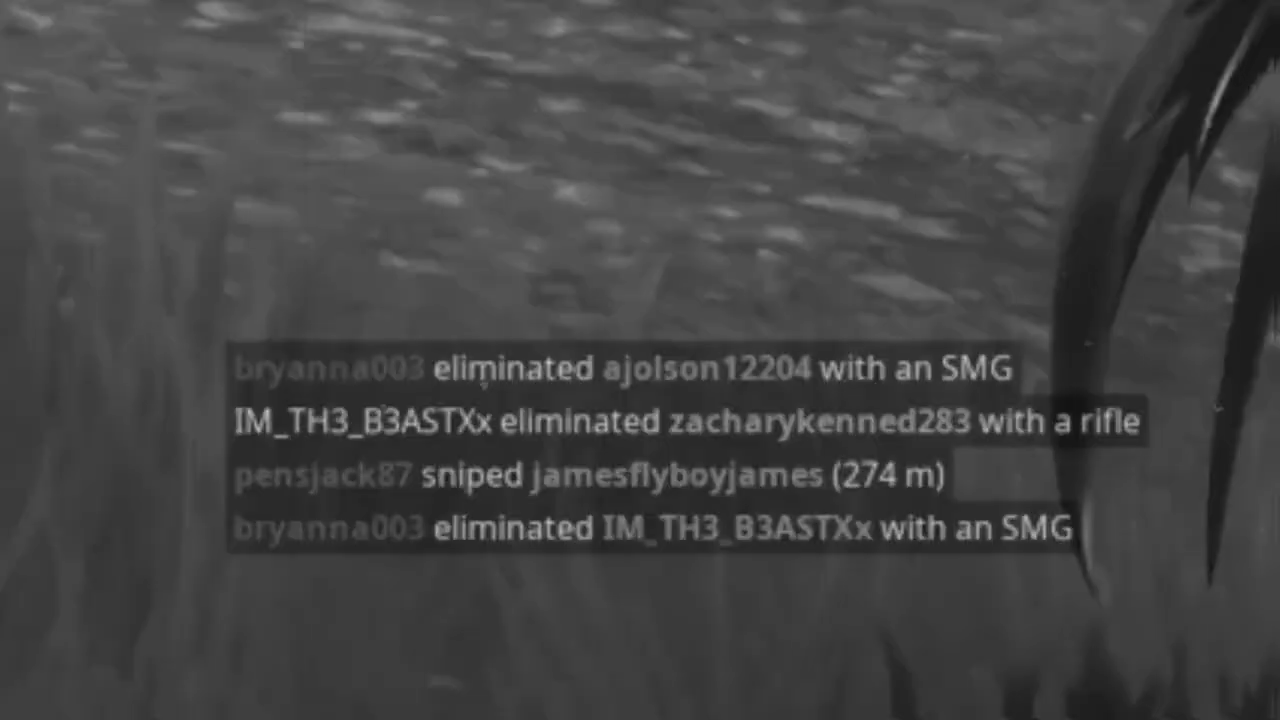 bryanna003 eliminated ajolson12204 with an SMG
IM_TH3_B3ASTXx eliminated zacharykenned283 with a rifle
pensjack87 sniped jamesflyboyjames (274 m)
bryanna003 eliminated IM_TH3_B3ASTXx with an SMG